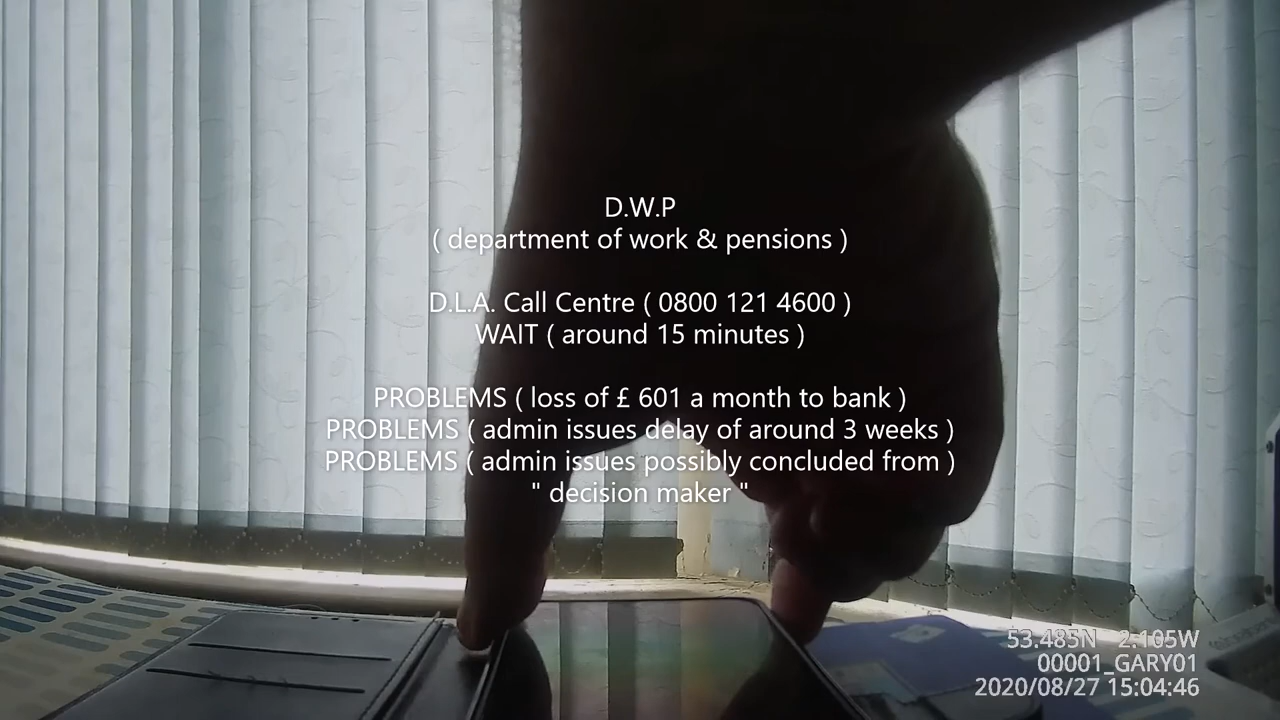 D.W.P
( department of work & pensions )
D.L.A. Call Centre ( 0800 121 4600 )
WAIT ( around 15 minutes )
PROBLEMS ( loss of £ 601 a month to bank )
PROBLEMS ( admin issues delay of around 3 weeks )
PROBLEMS ( admin issues possibly concluded from )
" decision maker "
53.485N 2.105W
00001_GARY01
2020/08/27 15:04:46